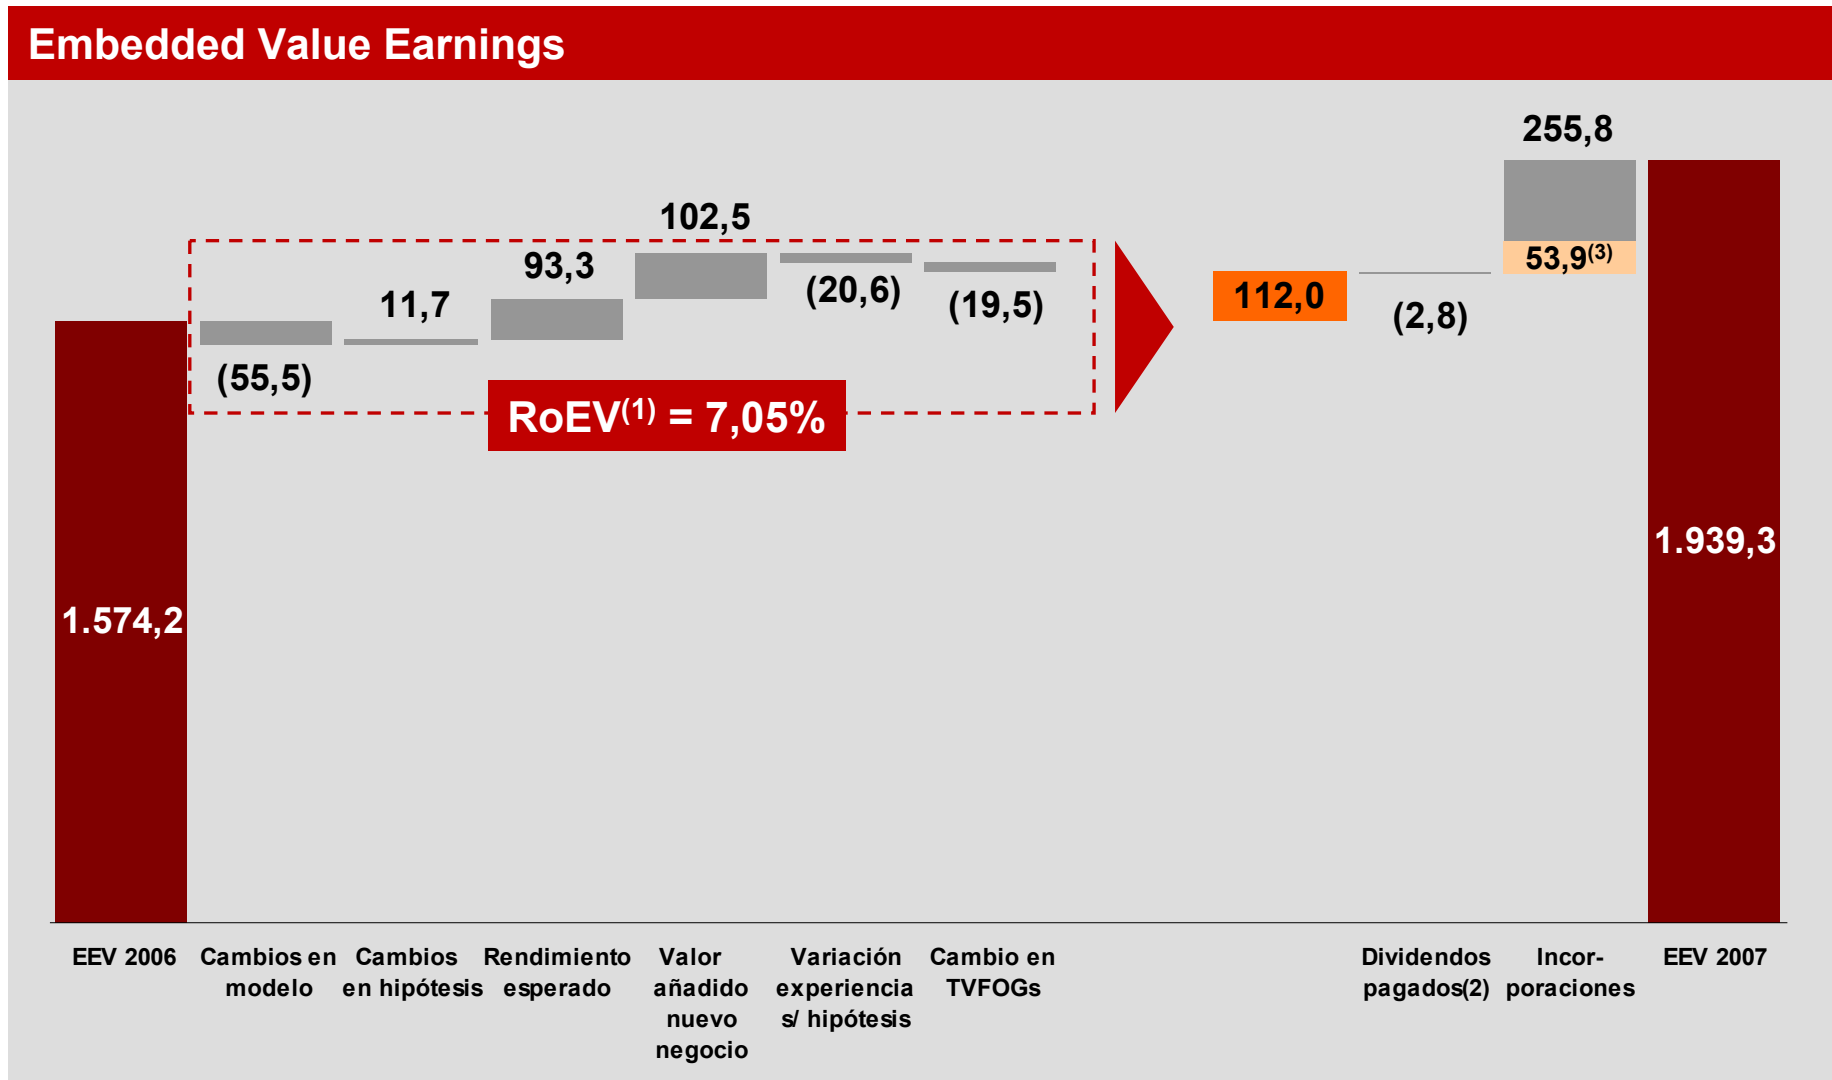 Embedded Value Earnings
255,8
102,5
53,9(3)
93,3
11,7
(20,6)
(19,5)
112,0
(2,8)
(55,5)
RoEV(1) = 7,05%
1.574,2
1.939,3
EEV 2006
Cambios en
modelo
Cambios
en hipótesis
Rendimiento
esperado
Valor
añadido
nuevo
negocio
Variación
experiencia
s/ hipótesis
Cambio en
TVFOGs
Dividendos
pagados(2)
Incor-
poraciones
EEV 2007